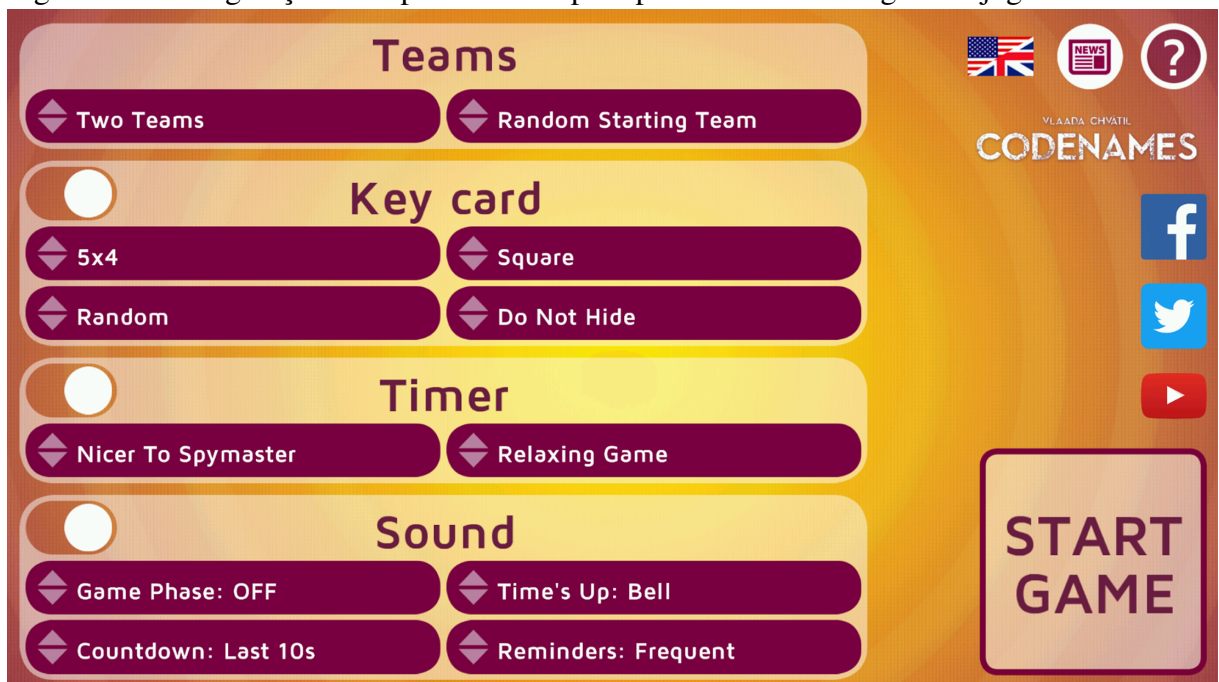 Teams
Two Teams
Random Starting Team
Key card
5x4
Square
Random
Do Not Hide
Timer
Nicer To Spymaster
Relaxing Game
Sound
Game Phase: OFF
Time's Up: Bell
Countdown: Last 10s
Reminders: Frequent
NEWS
?
VLAADA CHVÁTIL
CODENAMES
f
START
GAME